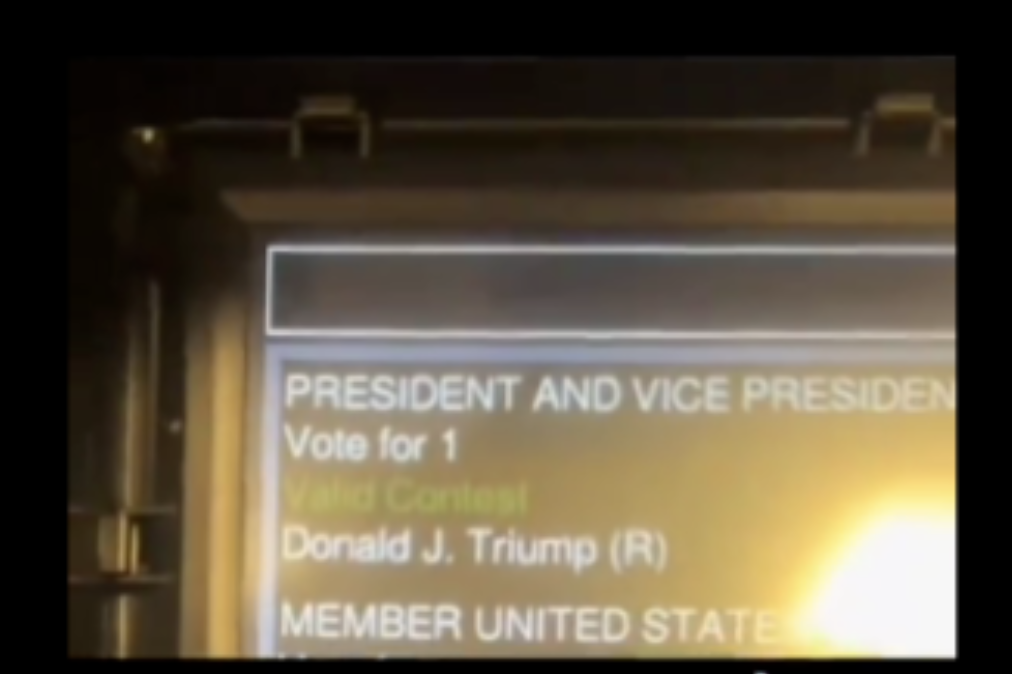 PRESIDENT AND VICE PRESIDEN
Vote for 1
Valid Contest
Donald J. Triump (R)
MEMBER UNITED STATE